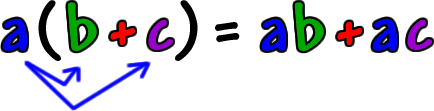 a(b+c) = ab+ac